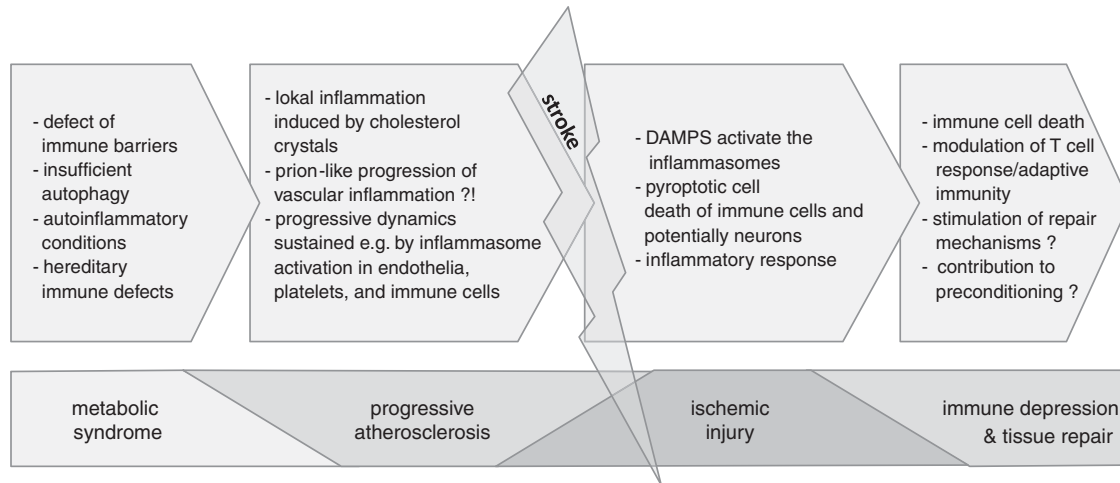 - defect of
immune barriers
- insufficient
autophagy
- autoinflammatory
conditions
- hereditary
immune defects
- lokal inflammation
induced by cholesterol
crystals
- prion-like progression of
vascular inflammation ?!
- progressive dynamics
sustained e.g. by inflammasome
activation in endothelia,
platelets, and immune cells
stroke
- DAMPS activate the
inflammasomes
- pyroptotic cell
death of immune cells and
potentially neurons
- inflammatory response
- immune cell death
- modulation of T cell
response/adaptive
immunity
- stimulation of repair
mechanisms ?
- contribution to
preconditioning ?
metabolic
syndrome
progressive
atherosclerosis
ischemic
injury
immune depression
& tissue repair